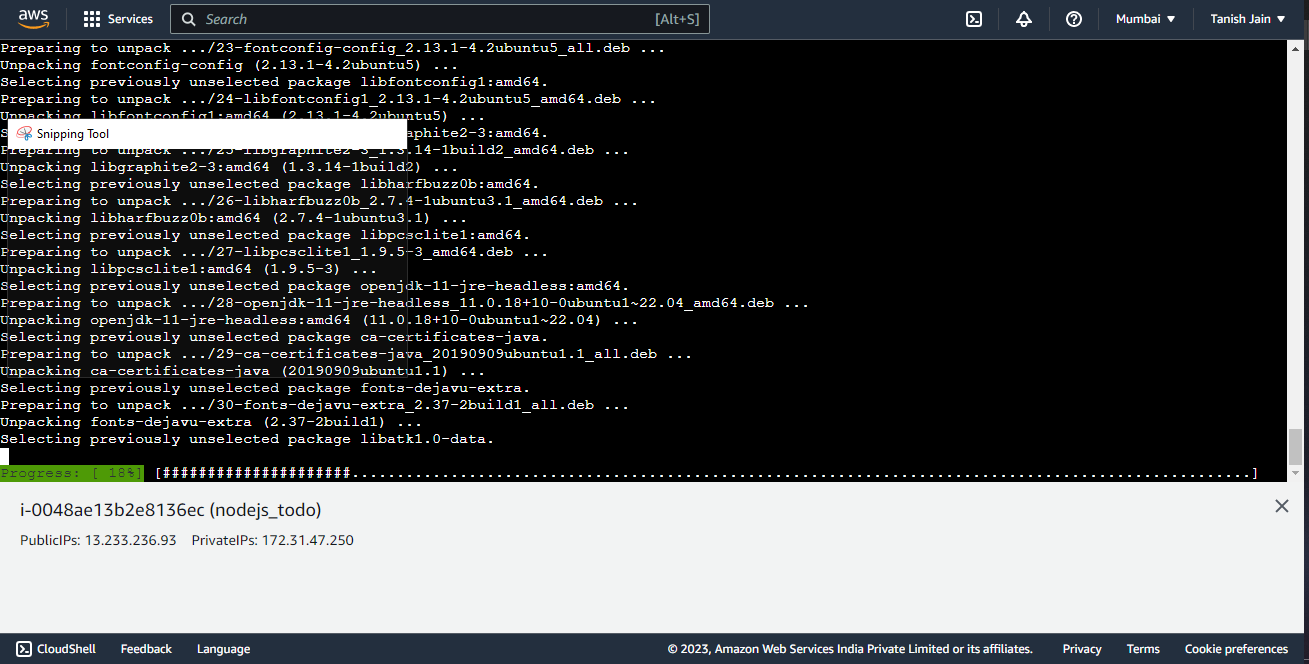 aws Services Search [Alt+S] Mumbai Tanish Jain
Preparing to unpack .../23-fontconfig-config_2.13.1-4.2ubuntu5_all.deb ...
Unpacking fontconfig-config (2.13.1-4.2ubuntu5) ...
Selecting previously unselected package libfontconfig1:amd64.
Preparing to unpack .../24-libfontconfig1_2.13.1-4.2ubuntu5_amd64.deb ...
Unpacking libfontconfig1:amd64 (2.13.1-4.2ubuntu5) ...
Snipping Tool
aphite2-3:amd64.
Preparing to unpack .../25-libgraphite2-3_1.3.14-1build2_amd64.deb ...
Unpacking libgraphite2-3:amd64 (1.3.14-1build2) ...
Selecting previously unselected package libharfbuzz0b:amd64.
Preparing to unpack .../26-libharfbuzz0b_2.7.4-1ubuntu3.1_amd64.deb ...
Unpacking libharfbuzz0b:amd64 (2.7.4-1ubuntu3.1) ...
Selecting previously unselected package libpcsclite1:amd64.
Preparing to unpack .../27-libpcsclite1_1.9.5-3_amd64.deb ...
Unpacking libpcsclite1:amd64 (1.9.5-3) ...
Selecting previously unselected package openjdk-11-jre-headless:amd64.
Preparing to unpack .../28-openjdk-11-jre-headless_11.0.18+10-0ubuntu1~22.04_amd64.deb ...
Unpacking openjdk-11-jre-headless:amd64 (11.0.18+10-0ubuntu1~22.04) ...
Selecting previously unselected package ca-certificates-java.
Preparing to unpack .../29-ca-certificates-java_20190909ubuntu1.1_all.deb ...
Unpacking ca-certificates-java (20190909ubuntu1.1) ...
Selecting previously unselected package fonts-dejavu-extra.
Preparing to unpack .../30-fonts-dejavu-extra_2.37-2build1_all.deb ...
Unpacking fonts-dejavu-extra (2.37-2build1) ...
Selecting previously unselected package libatk1.0-data.
Progress: [ 18%] [#####################....................................................................................................]
i-0048ae13b2e8136ec (nodejs_todo)
PublicIPs: 13.233.236.93 PrivateIPs: 172.31.47.250
CloudShell Feedback Language © 2023, Amazon Web Services India Private Limited or its affiliates. Privacy Terms Cookie preferences